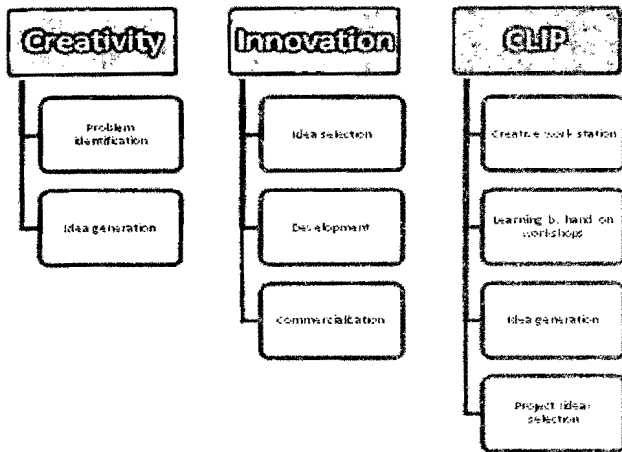 Creativity
Problem
identification
Idea generation
Innovation
Idea selection
Development
Commercialization
CLIP
Creative work station
Learning by hand on
workshops
Idea generation
Project (idea)
selection